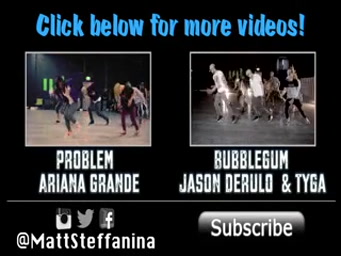 Click below for more videos!
PROBLEM
ARIANA GRANDE
BUBBLEGUM
JASON DERULO & TYGA
@MattSteffanina
Subscribe